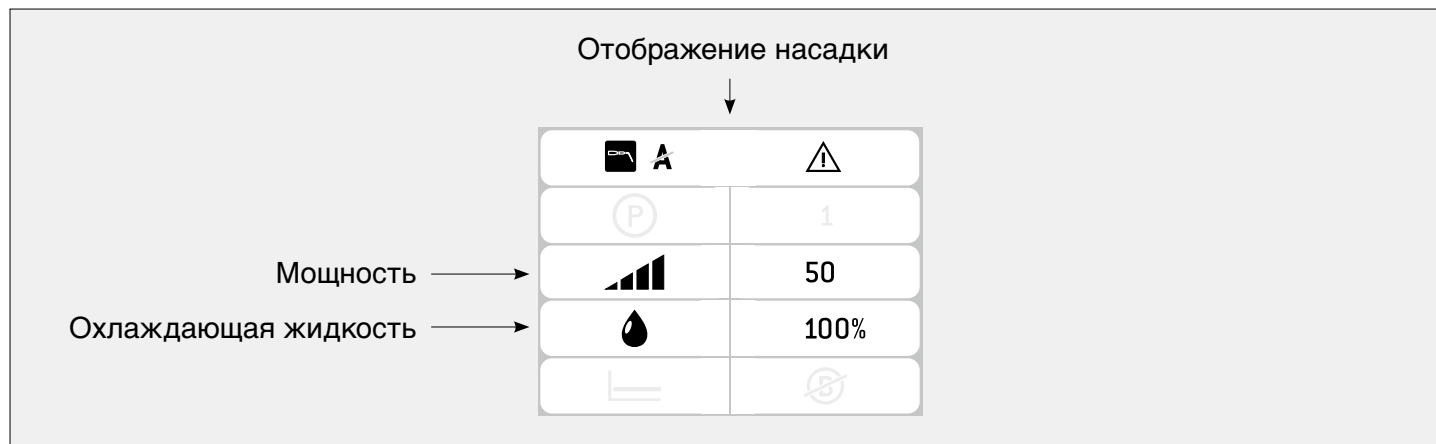 Отображение насадки
A
P 1
Мощность 50
Охлаждающая жидкость 100%
B